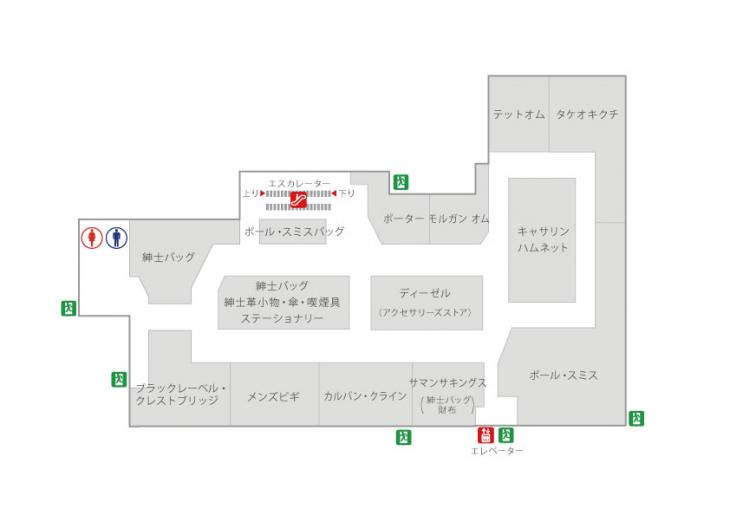 テットオム
タケオキクチ
エスカレーター
上り
下り
ポーター
モルガン オム
ポール・スミスバッグ
キャサリン
ハムネット
紳士バッグ
紳士バッグ
紳士革小物・傘・喫煙具
ステーショナリー
ディーゼル
(アクセサリーズストア)
ポール・スミス
ブラックレーベル・
クレストブリッジ
メンズビギ
カルバン・クライン
サマンサキングス
(紳士バッグ
財布)
エレベーター